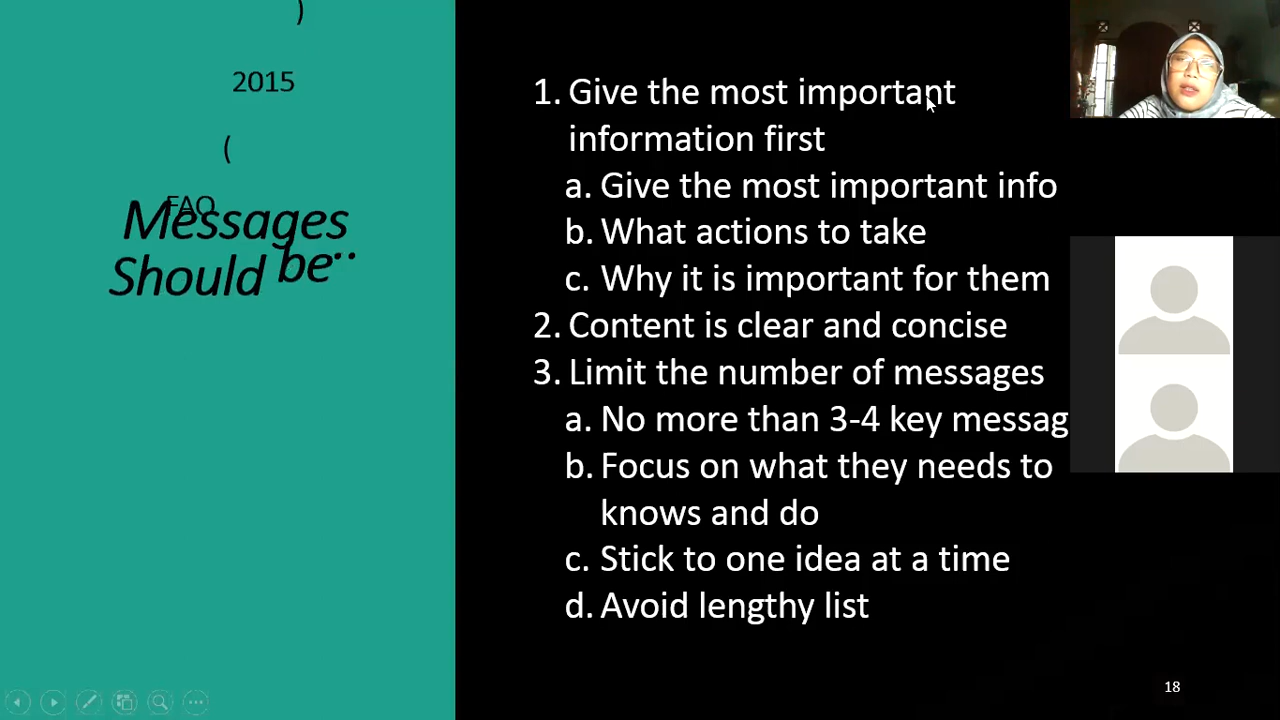 )
2015
(
FAO
Messages
Should be..
1. Give the most important
information first
a. Give the most important info
b. What actions to take
c. Why it is important for them
2. Content is clear and concise
3. Limit the number of messages
a. No more than 3-4 key messag
b. Focus on what they needs to
knows and do
c. Stick to one idea at a time
d. Avoid lengthy list
18